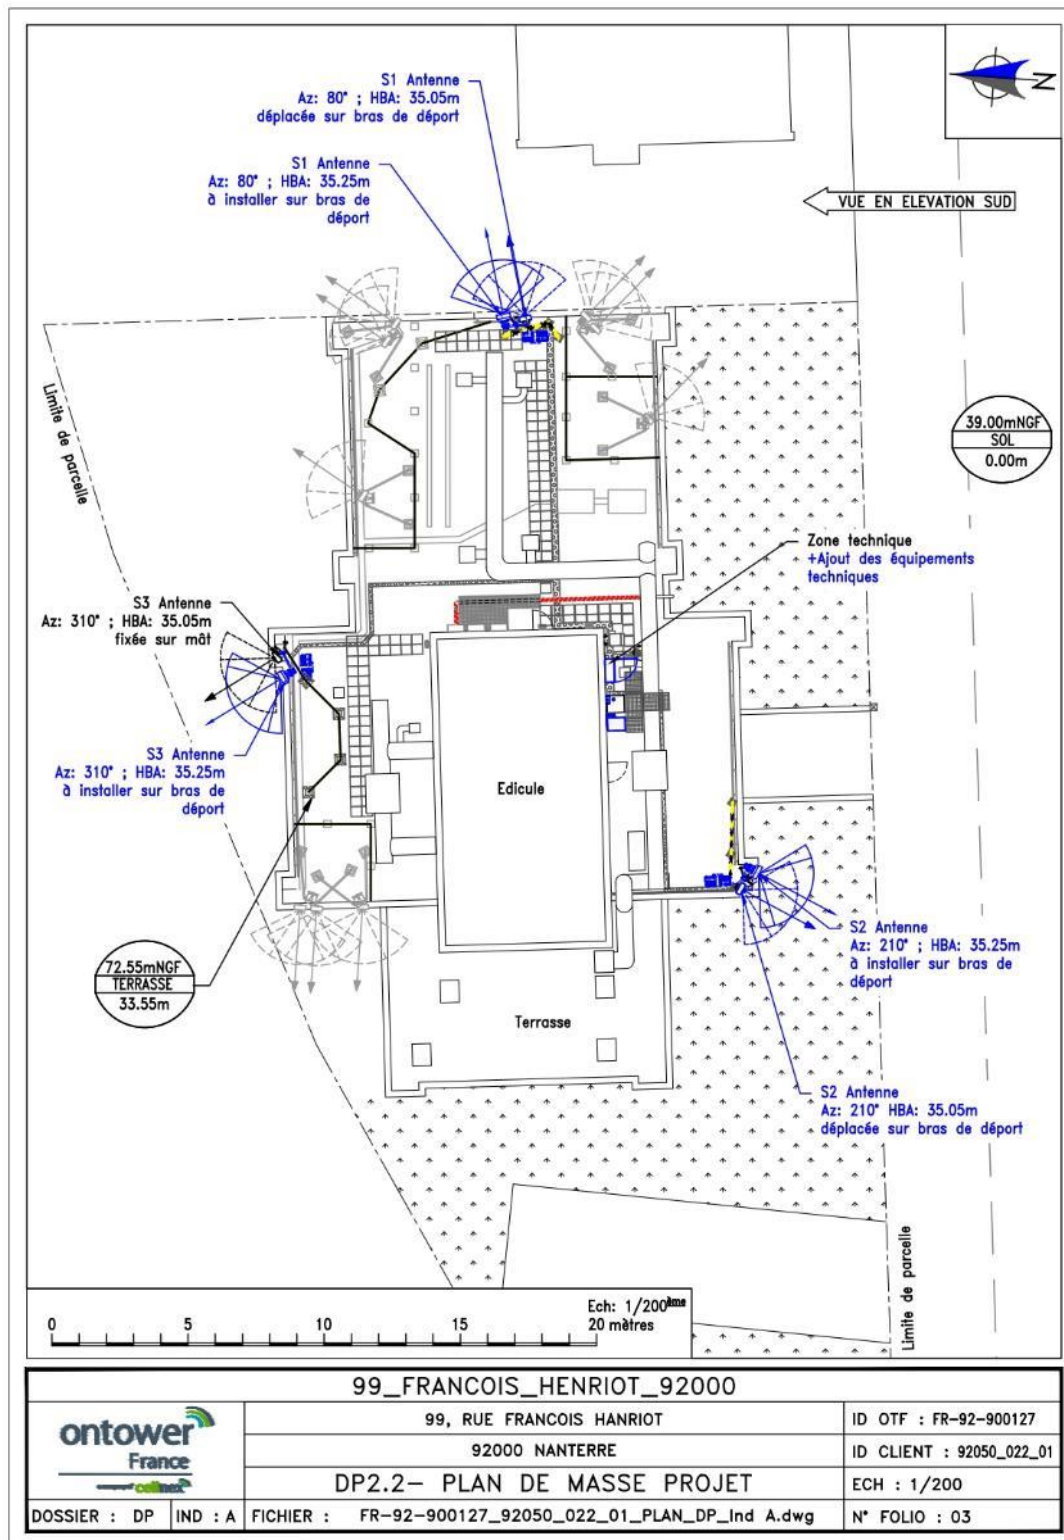 S1 Antenne
Az: 80° ; HBA: 35.05m
déplacée sur bras de déport
S1 Antenne
Az: 80° ; HBA: 35.25m
à installer sur bras de
déport
N
VUE EN ELEVATION SUD
Limite de parcelle
39.00mNGF
SOL
0.00m
Zone technique
+Ajout des équipements
techniques
S3 Antenne
Az: 310° ; HBA: 35.05m
fixée sur mât
S3 Antenne
Az: 310° ; HBA: 35.25m
à installer sur bras de
déport
Edicule
72.55mNGF
TERRASSE
33.55m
S2 Antenne
Az: 210° ; HBA: 35.25m
à installer sur bras de
déport
Terrasse
S2 Antenne
Az: 210° HBA: 35.05m
déplacée sur bras de déport
Limite de parcelle
Ech: 1/200ème
0 5 10 15 20 mètres
99_FRANCOIS_HENRIOT_92000
ontower
France
cellnex
99, RUE FRANCOIS HANRIOT
92000 NANTERRE
DP2.2- PLAN DE MASSE PROJET
ID OTF : FR-92-900127
ID CLIENT : 92050_022_01
ECH : 1/200
DOSSIER : DP
IND : A
FICHIER : FR-92-900127_92050_022_01_PLAN_DP_Ind A.dwg
N° FOLIO : 03